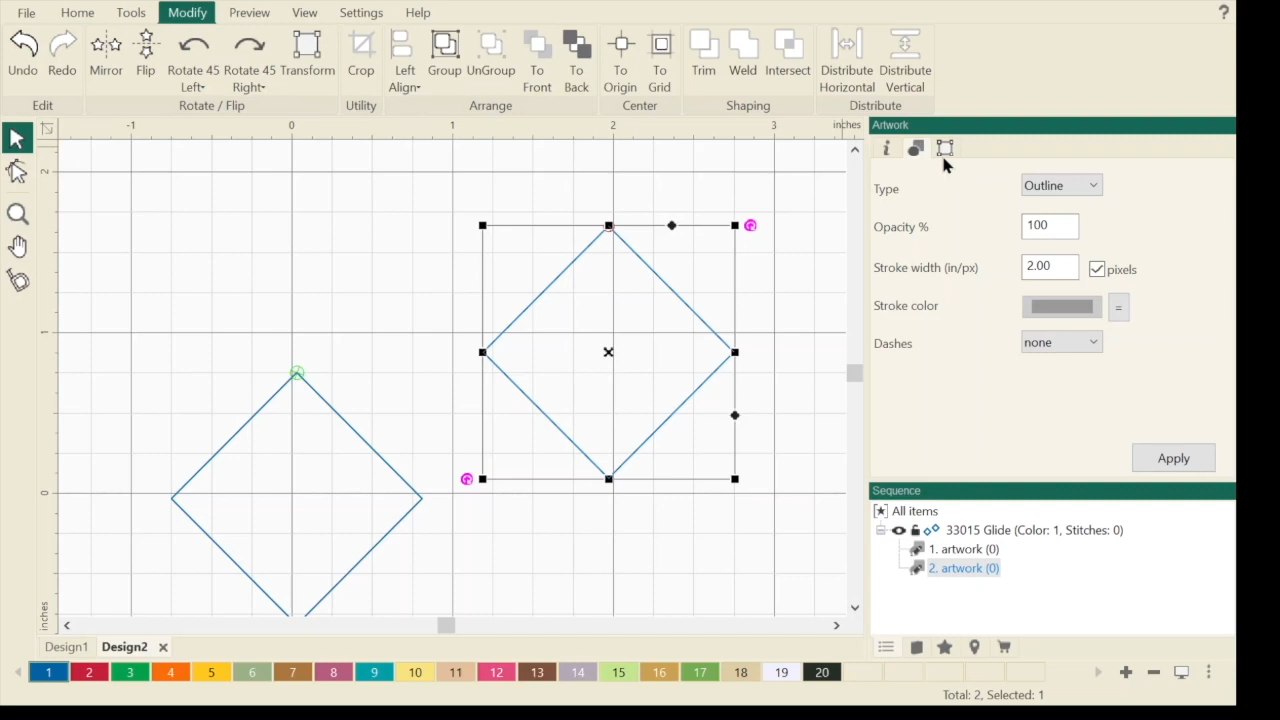 File Home Tools Modify Preview View Settings Help ?
Undo Redo Mirror Flip Rotate 45 Left Rotate 45 Right Transform Crop Left Align Group UnGroup To Front To Back To Origin To Grid Trim Weld Intersect Distribute Horizontal Distribute Vertical
Edit Rotate / Flip Utility Arrange Center Shaping Distribute
-1 0 1 2 3 inches
2
1
0
inches
Artwork
Type Outline
Opacity % 100
Stroke width (in/px) 2.00 pixels
Stroke color =
Dashes none
Apply
Sequence
All items
33015 Glide (Color: 1, Stitches: 0)
1. artwork (0)
2. artwork (0)
Design1 Design2
1 2 3 4 5 6 7 8 9 10 11 12 13 14 15 16 17 18 19 20
Total: 2, Selected: 1